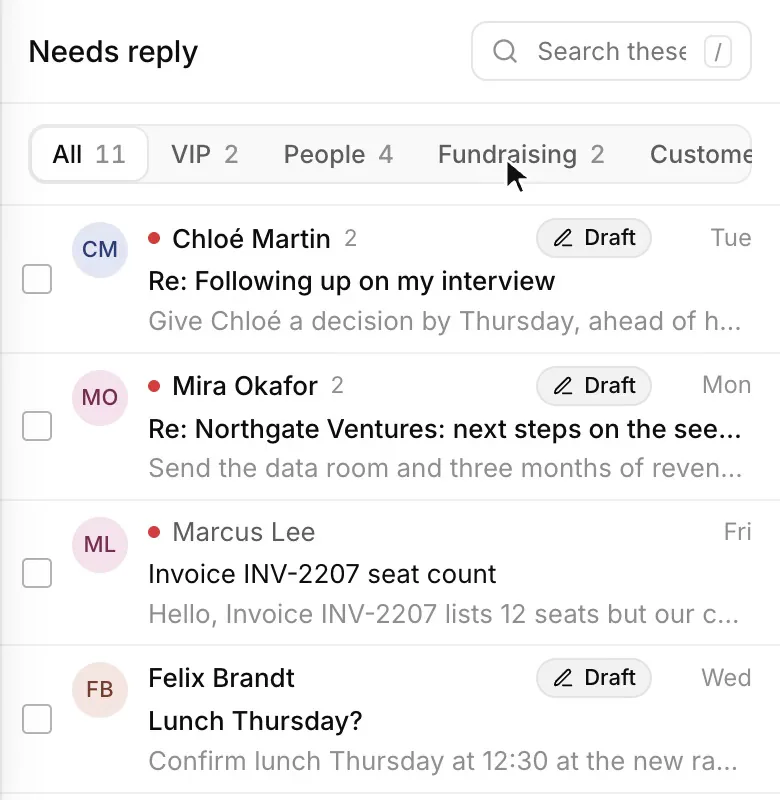 Needs reply
Search these /
All 11 VIP 2 People 4 Fundraising 2 Custome
CM Chloé Martin 2 Draft Tue
Re: Following up on my interview
Give Chloé a decision by Thursday, ahead of h...
MO Mira Okafor 2 Draft Mon
Re: Northgate Ventures: next steps on the see...
Send the data room and three months of reven...
ML Marcus Lee Fri
Invoice INV-2207 seat count
Hello, Invoice INV-2207 lists 12 seats but our c...
FB Felix Brandt Draft Wed
Lunch Thursday?
Confirm lunch Thursday at 12:30 at the new ra...